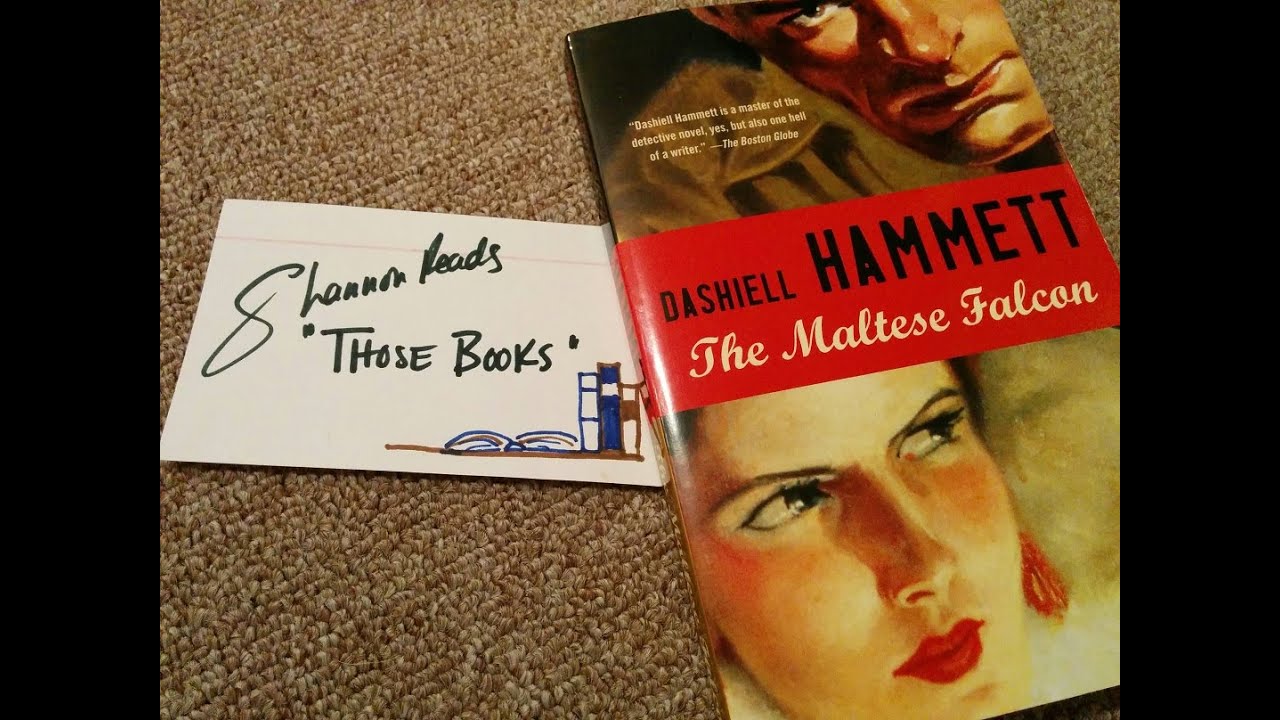 Shannon Reads
"THOSE BOOKS"
"Dashiell Hammett is a master of the
detective novel, yes, but also one hell
of a writer." —The Boston Globe
DASHIELL HAMMETT
The Maltese Falcon